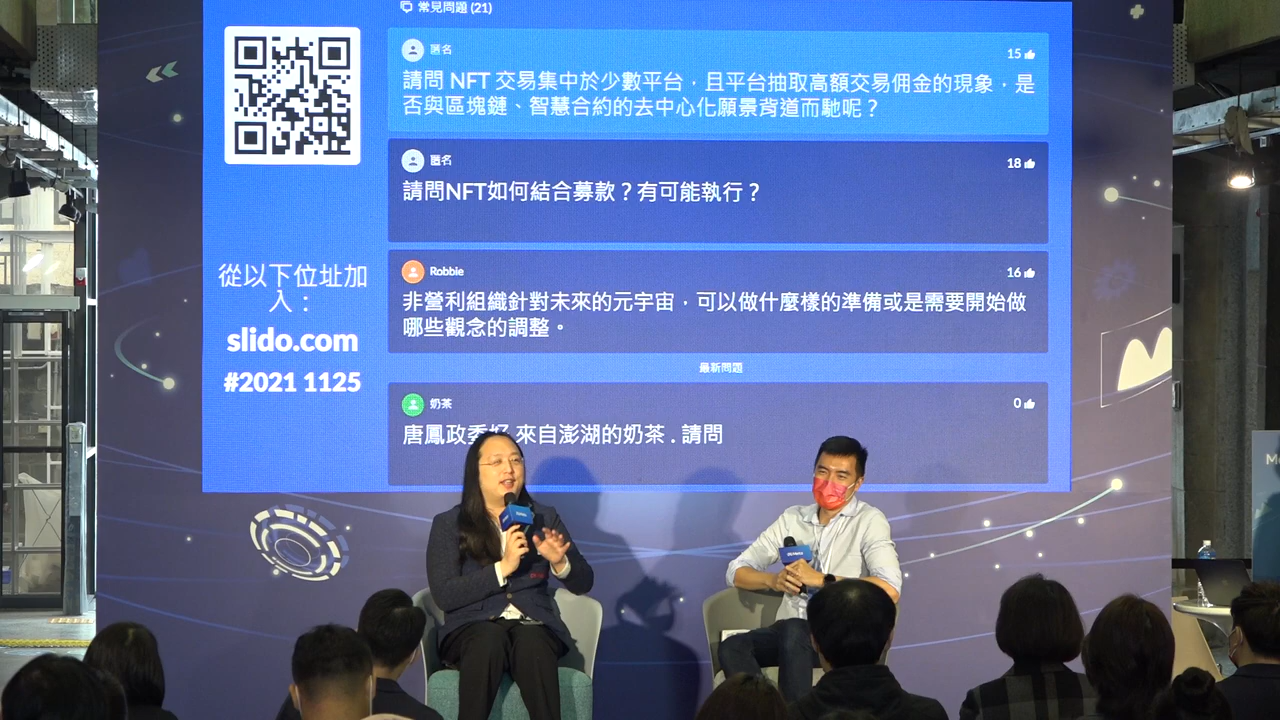 常見問題 (21)
匿名
15
請問 NFT 交易集中於少數平台，且平台抽取高額交易佣金的現象，是
否與區塊鏈、智慧合約的去中心化願景背道而馳呢？
匿名
18
請問NFT如何結合募款？有可能執行？
Robbie
16
非營利組織針對未來的元宇宙，可以做什麼樣的準備或是需要開始做
哪些觀念的調整。
最新問題
奶茶
0
唐鳳政委好 來自澎湖的奶茶 . 請問
從以下位址加
入：
slido.com
#2021 1125